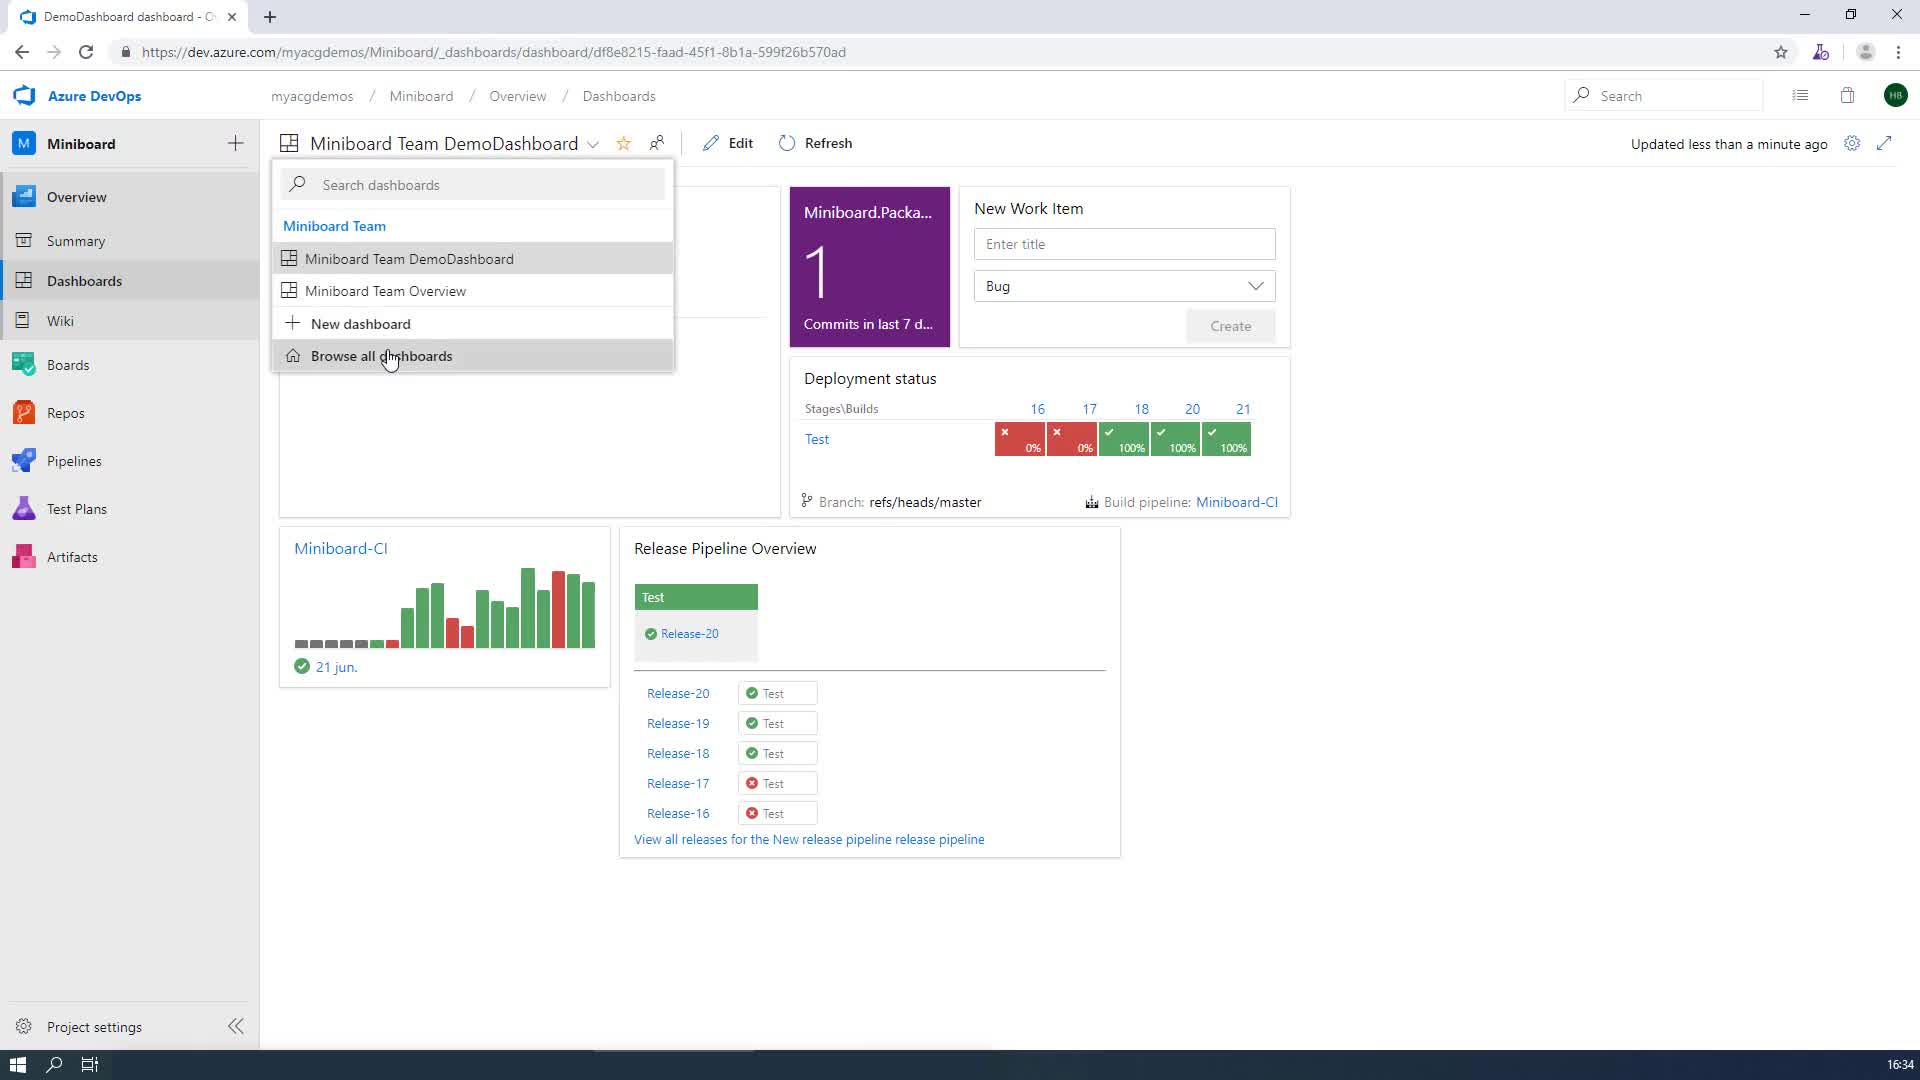 DemoDashboard dashboard - O
https://dev.azure.com/myacgdemos/Miniboard/_dashboards/dashboard/df8e8215-faad-45f1-8b1a-599f26b570ad
Azure DevOps
myacgdemos / Miniboard / Overview / Dashboards
Search
HB
M
Miniboard
Miniboard Team DemoDashboard
Edit
Refresh
Updated less than a minute ago
Overview
Summary
Dashboards
Wiki
Boards
Repos
Pipelines
Test Plans
Artifacts
Project settings
Search dashboards
Miniboard Team
Miniboard Team DemoDashboard
Miniboard Team Overview
New dashboard
Browse all dashboards
Miniboard.Packa...
1
Commits in last 7 d...
New Work Item
Enter title
Bug
Create
Deployment status
Stages\Builds 16 17 18 20 21
Test 0% 0% 100% 100% 100%
Branch: refs/heads/master
Build pipeline: Miniboard-CI
Miniboard-CI
21 jun.
Release Pipeline Overview
Test
Release-20
Release-20 Test
Release-19 Test
Release-18 Test
Release-17 Test
Release-16 Test
View all releases for the New release pipeline release pipeline
16:34